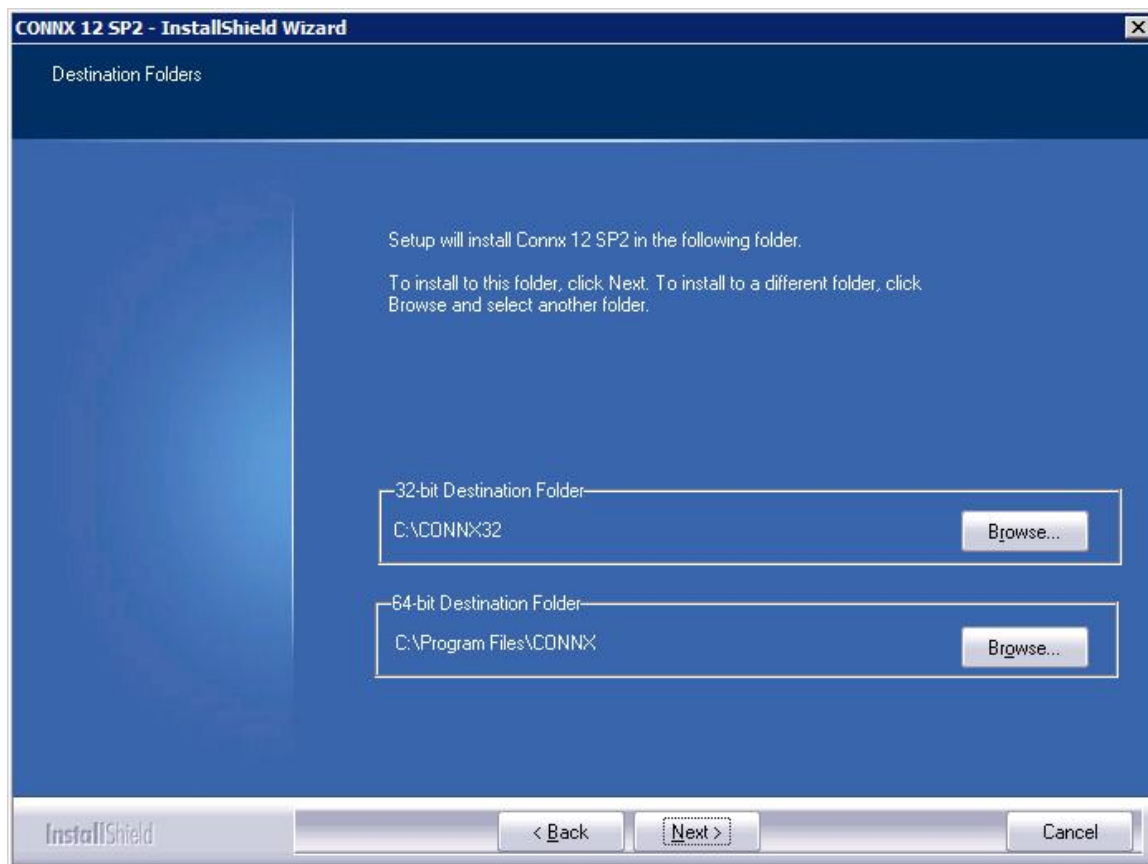 CONNX 12 SP2 - InstallShield Wizard
Destination Folders
Setup will install Connx 12 SP2 in the following folder.
To install to this folder, click Next. To install to a different folder, click
Browse and select another folder.
32-bit Destination Folder
C:\CONNX32
Browse...
64-bit Destination Folder
C:\Program Files\CONNX
Browse...
InstallShield
< Back
Next >
Cancel